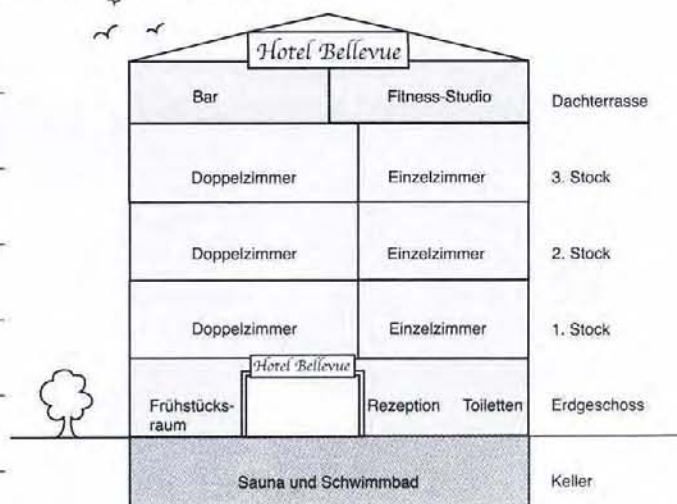 Hotel Bellevue
Bar Fitness-Studio Dachterrasse
Doppelzimmer Einzelzimmer 3. Stock
Doppelzimmer Einzelzimmer 2. Stock
Doppelzimmer Einzelzimmer 1. Stock
Hotel Bellevue
Frühstücks-
raum
Rezeption Toiletten Erdgeschoss
Sauna und Schwimmbad Keller